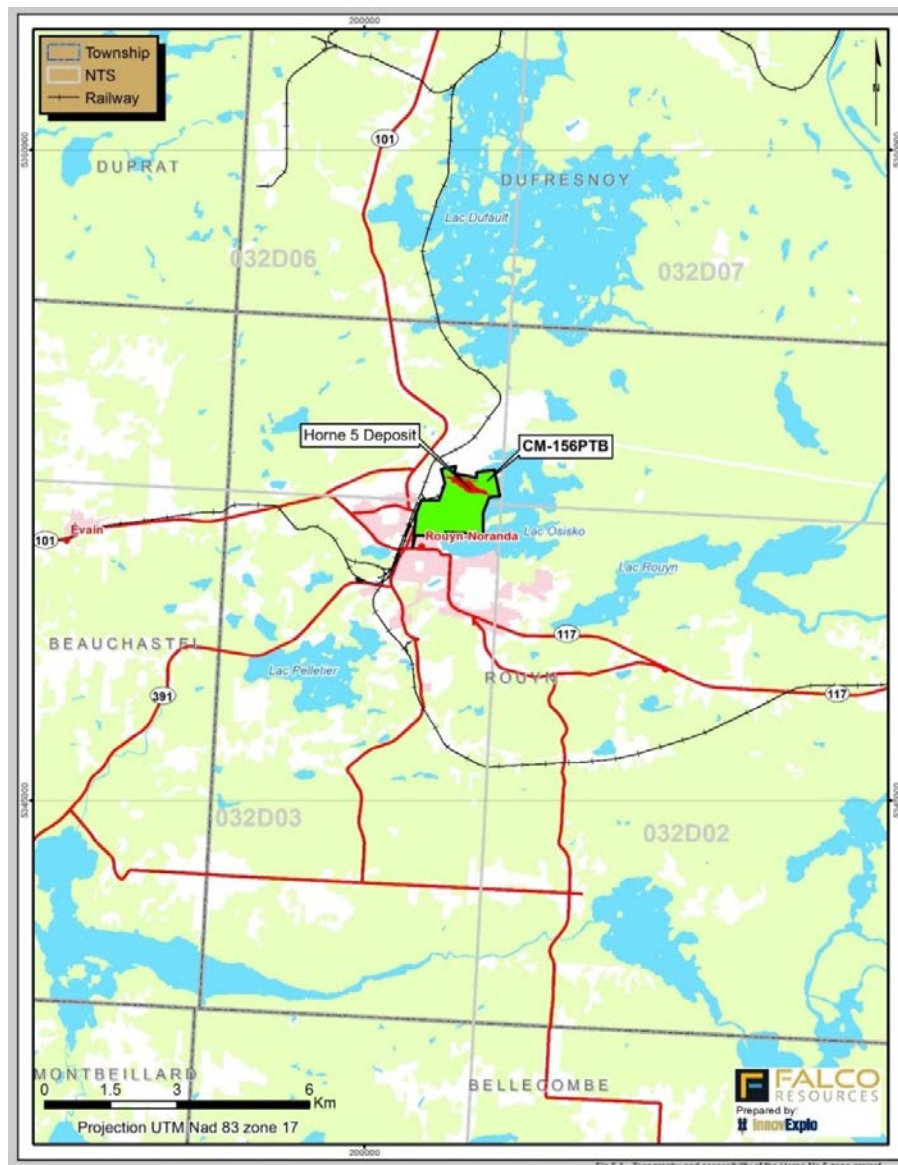 200000
Township
NTS
Railway
N
101
DUPRAT
DUFRESNOY
Lac Dufault
032D06
032D07
Horne 5 Deposit
CM-156PTB
Évain
101
Rouyn-Noranda
Lac Osisko
Lac Rouyn
BEAUCHASTEL
117
Lac Pelletier
ROUYN
391
117
5345000
032D03
032D02
MONTBEILLARD
BELLECOMBE
0 1.5 3 6
Km
Projection UTM Nad 83 zone 17
FALCO
RESOURCES
Prepared by:
InnovExplo
200000